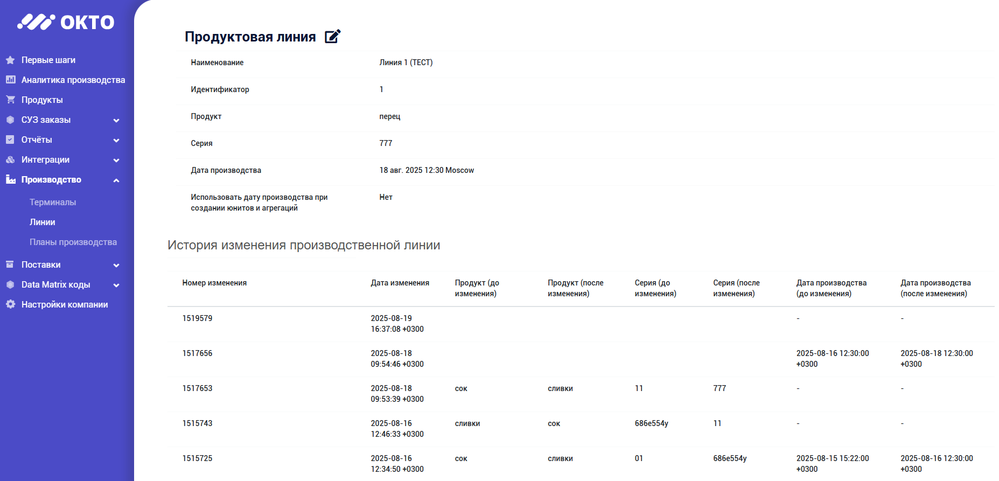 ОКТО
Первые шаги
Аналитика производства
Продукты
СУЗ заказы
Отчёты
Интеграции
Производство
Терминалы
Линии
Планы производства
Поставки
Data Matrix коды
Настройки компании
Продуктовая линия
Наименование Линия 1 (ТЕСТ)
Идентификатор 1
Продукт перец
Серия 777
Дата производства 18 авг. 2025 12:30 Moscow
Использовать дату производства при Нет
создании юнитов и агрегаций
История изменения производственной линии
Номер изменения Дата изменения Продукт (до Продукт (после Серия (до Серия (после Дата производства Дата производства
изменения) изменения) изменения) изменения) (до изменения) (после изменения)
1519579 2025-08-19 - -
16:37:08 +0300
1517656 2025-08-18 2025-08-16 12:30:00 2025-08-18 12:30:00
09:54:46 +0300 +0300 +0300
1517653 2025-08-18 сок сливки 11 777 - -
09:53:39 +0300
1515743 2025-08-16 сливки сок 686e554y 11 - -
12:46:33 +0300
1515725 2025-08-16 сок сливки 01 686e554y 2025-08-15 15:22:00 2025-08-16 12:30:00
12:34:50 +0300 +0300 +0300